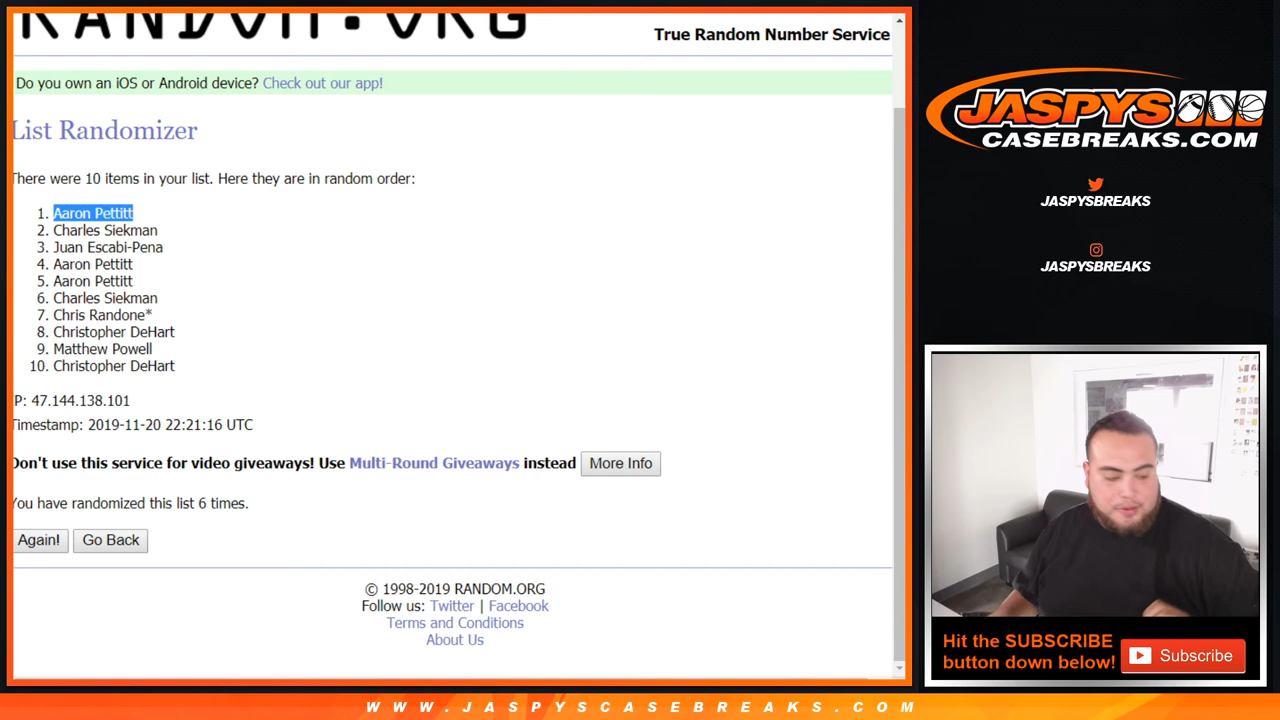 RANDOM.ORG
True Random Number Service
Do you own an iOS or Android device? Check out our app!
List Randomizer
There were 10 items in your list. Here they are in random order:
1. Aaron Pettitt
2. Charles Siekman
3. Juan Escabi-Pena
4. Aaron Pettitt
5. Aaron Pettitt
6. Charles Siekman
7. Chris Randone*
8. Christopher DeHart
9. Matthew Powell
10. Christopher DeHart
IP: 47.144.138.101
Timestamp: 2019-11-20 22:21:16 UTC
Don't use this service for video giveaways! Use Multi-Round Giveaways instead More Info
You have randomized this list 6 times.
Again! Go Back
© 1998-2019 RANDOM.ORG
Follow us: Twitter | Facebook
Terms and Conditions
About Us
JASPYS
CASEBREAKS.COM
JASPYSBREAKS
JASPYSBREAKS
Hit the SUBSCRIBE
button down below!
Subscribe
WWW.JASPYSCASEBREAKS.COM